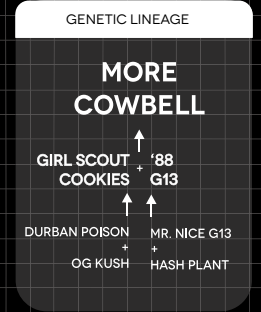 GENETIC LINEAGE
MORE
COWBELL
GIRL SCOUT + ‘88
COOKIES G13
DURBAN POISON MR. NICE G13
+ +
OG KUSH HASH PLANT